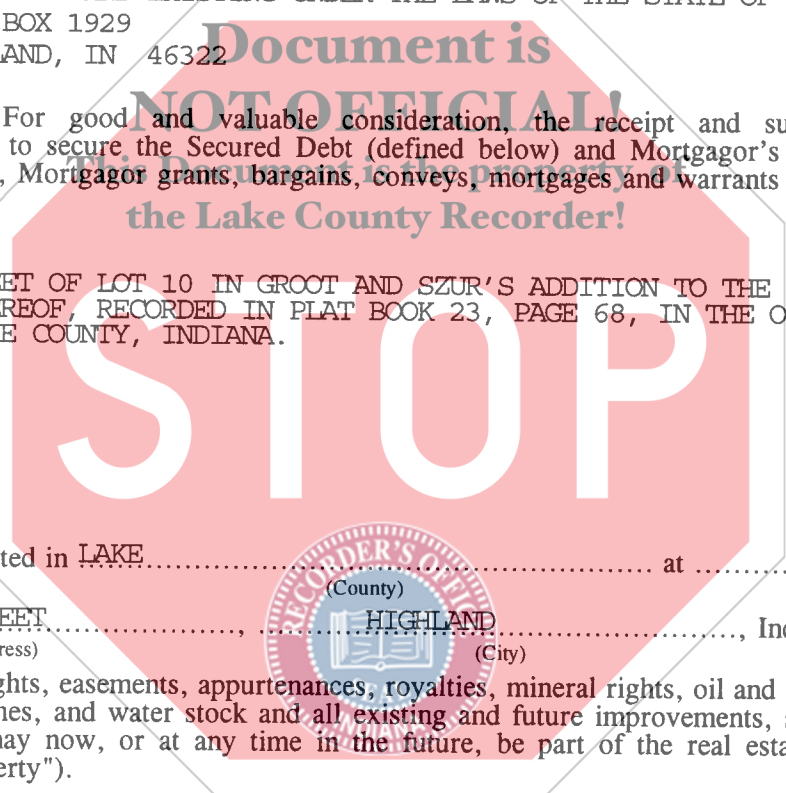 BOX 1929
LAND, IN 46322
Document is
NOT OFFICIAL!
This Document is the property of
the Lake County Recorder!
For good and valuable consideration, the receipt and su
to secure the Secured Debt (defined below) and Mortgagor's
, Mortgagor grants, bargains, conveys, mortgages and warrants
ET OF LOT 10 IN GROOT AND SZUR'S ADDITION TO THE
REOF, RECORDED IN PLAT BOOK 23, PAGE 68, IN THE O
E COUNTY, INDIANA.
STOP
ted in LAKE at
(County)
EET , HIGHLAND , Ind
ress) (City)
RECORDER'S OFFIC
INDIANA
ghts, easements, appurtenances, royalties, mineral rights, oil and
nes, and water stock and all existing and future improvements, s
nay now, or at any time in the future, be part of the real esta
erty").